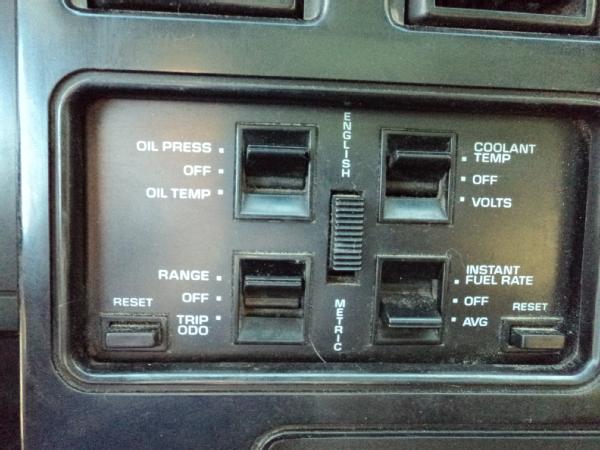 OIL PRESS
OFF
OIL TEMP
ENGLISH
COOLANT
TEMP
OFF
VOLTS
RANGE
OFF
TRIP
ODO
RESET
METRIC
INSTANT
FUEL RATE
OFF
AVG
RESET